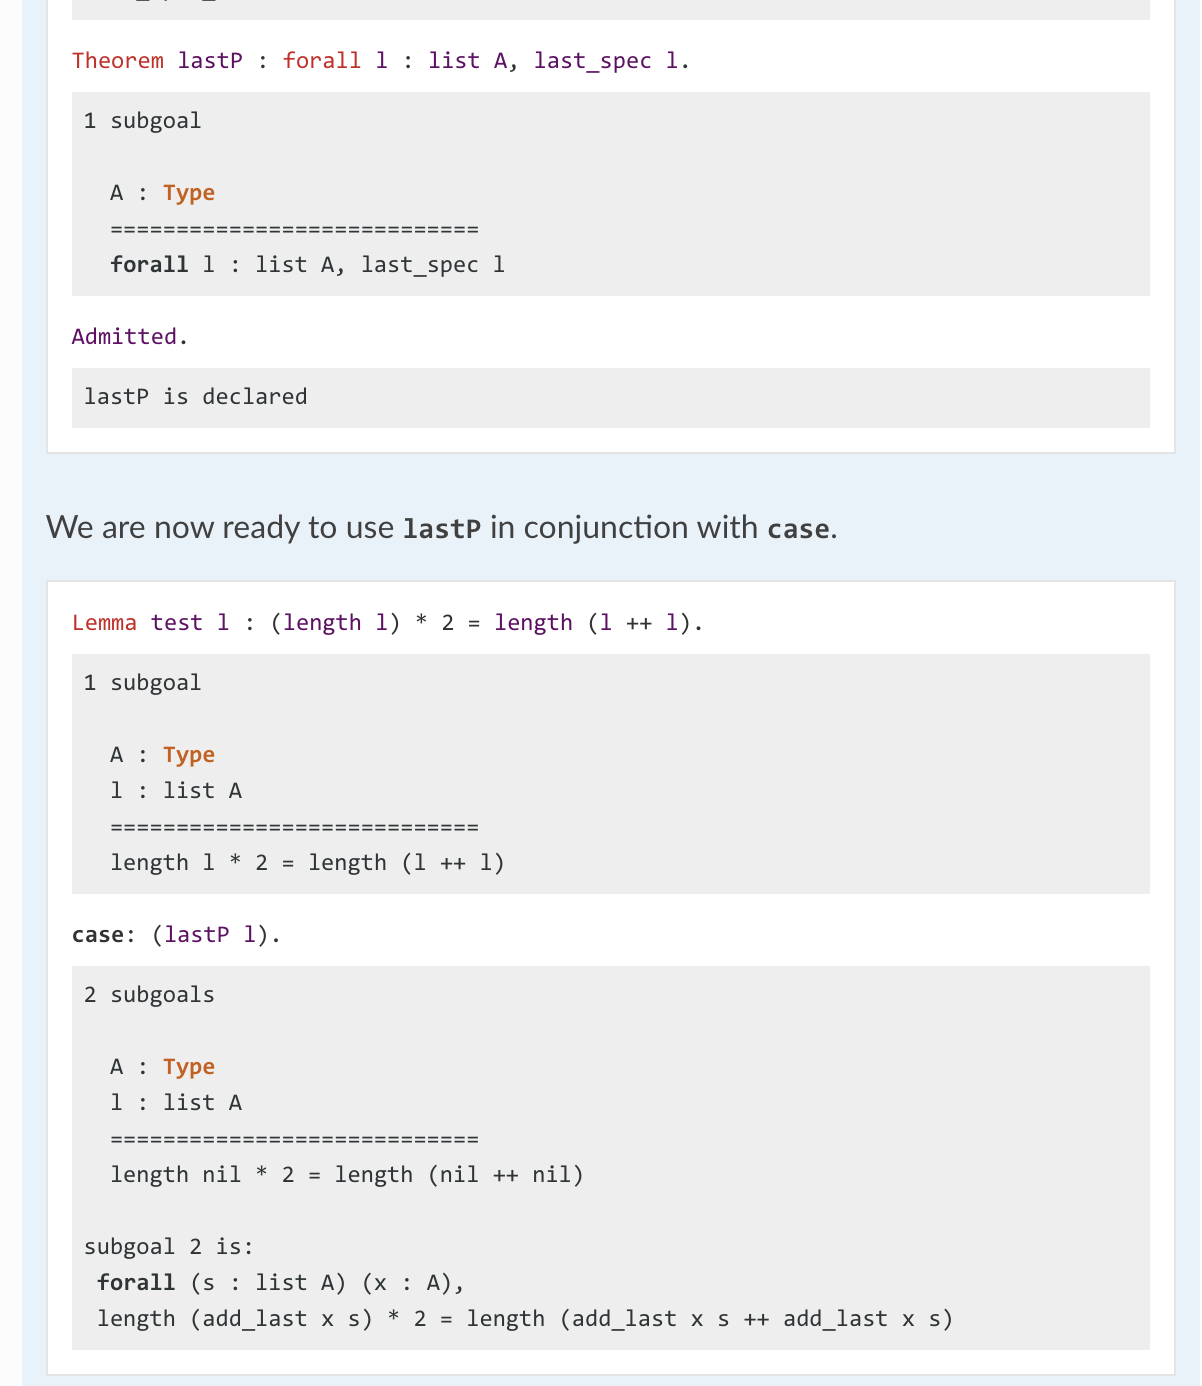 Theorem lastP : forall l : list A, last_spec l.
1 subgoal
A : Type
============================
forall l : list A, last_spec l
Admitted.
lastP is declared
We are now ready to use lastP in conjunction with case.
Lemma test l : (length l) * 2 = length (l ++ l).
1 subgoal
A : Type
l : list A
============================
length l * 2 = length (l ++ l)
case: (lastP l).
2 subgoals
A : Type
l : list A
============================
length nil * 2 = length (nil ++ nil)
subgoal 2 is:
forall (s : list A) (x : A),
length (add_last x s) * 2 = length (add_last x s ++ add_last x s)